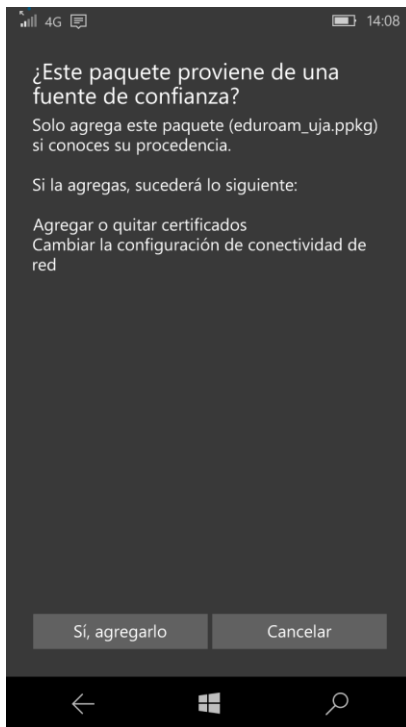 4G 14:08
¿Este paquete proviene de una
fuente de confianza?
Solo agrega este paquete (eduroam_uja.ppkg)
si conoces su procedencia.
Si la agregas, sucederá lo siguiente:
Agregar o quitar certificados
Cambiar la configuración de conectividad de
red
Sí, agregarlo Cancelar